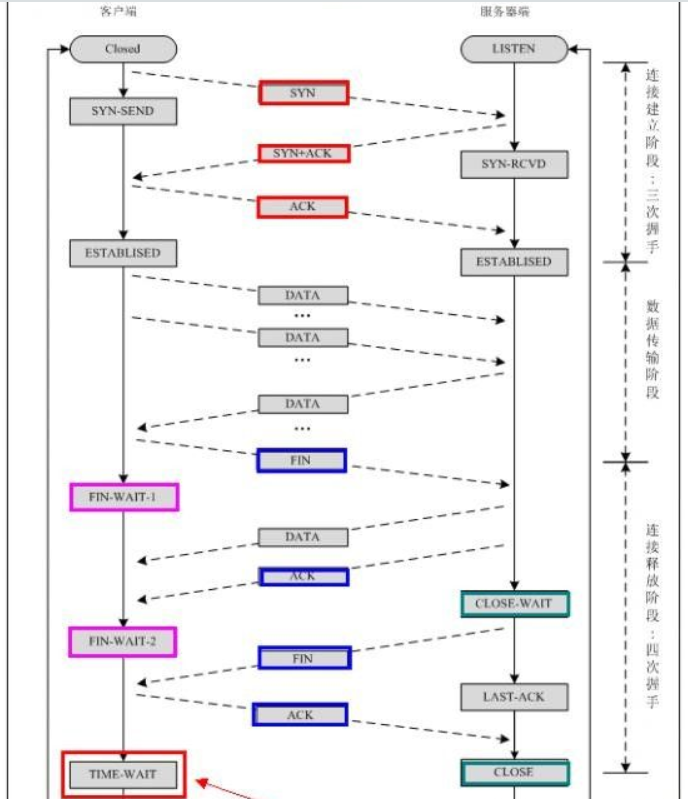 客户端
服务器端
Closed
LISTEN
SYN
SYN-SEND
SYN+ACK
SYN-RCVD
ACK
ESTABLISED
ESTABLISED
连接建立阶段：三次握手
DATA
...
DATA
...
DATA
...
数据传输阶段
FIN
FIN-WAIT-1
DATA
ACK
CLOSE-WAIT
FIN-WAIT-2
FIN
LAST-ACK
ACK
TIME-WAIT
CLOSE
连接释放阶段：四次握手